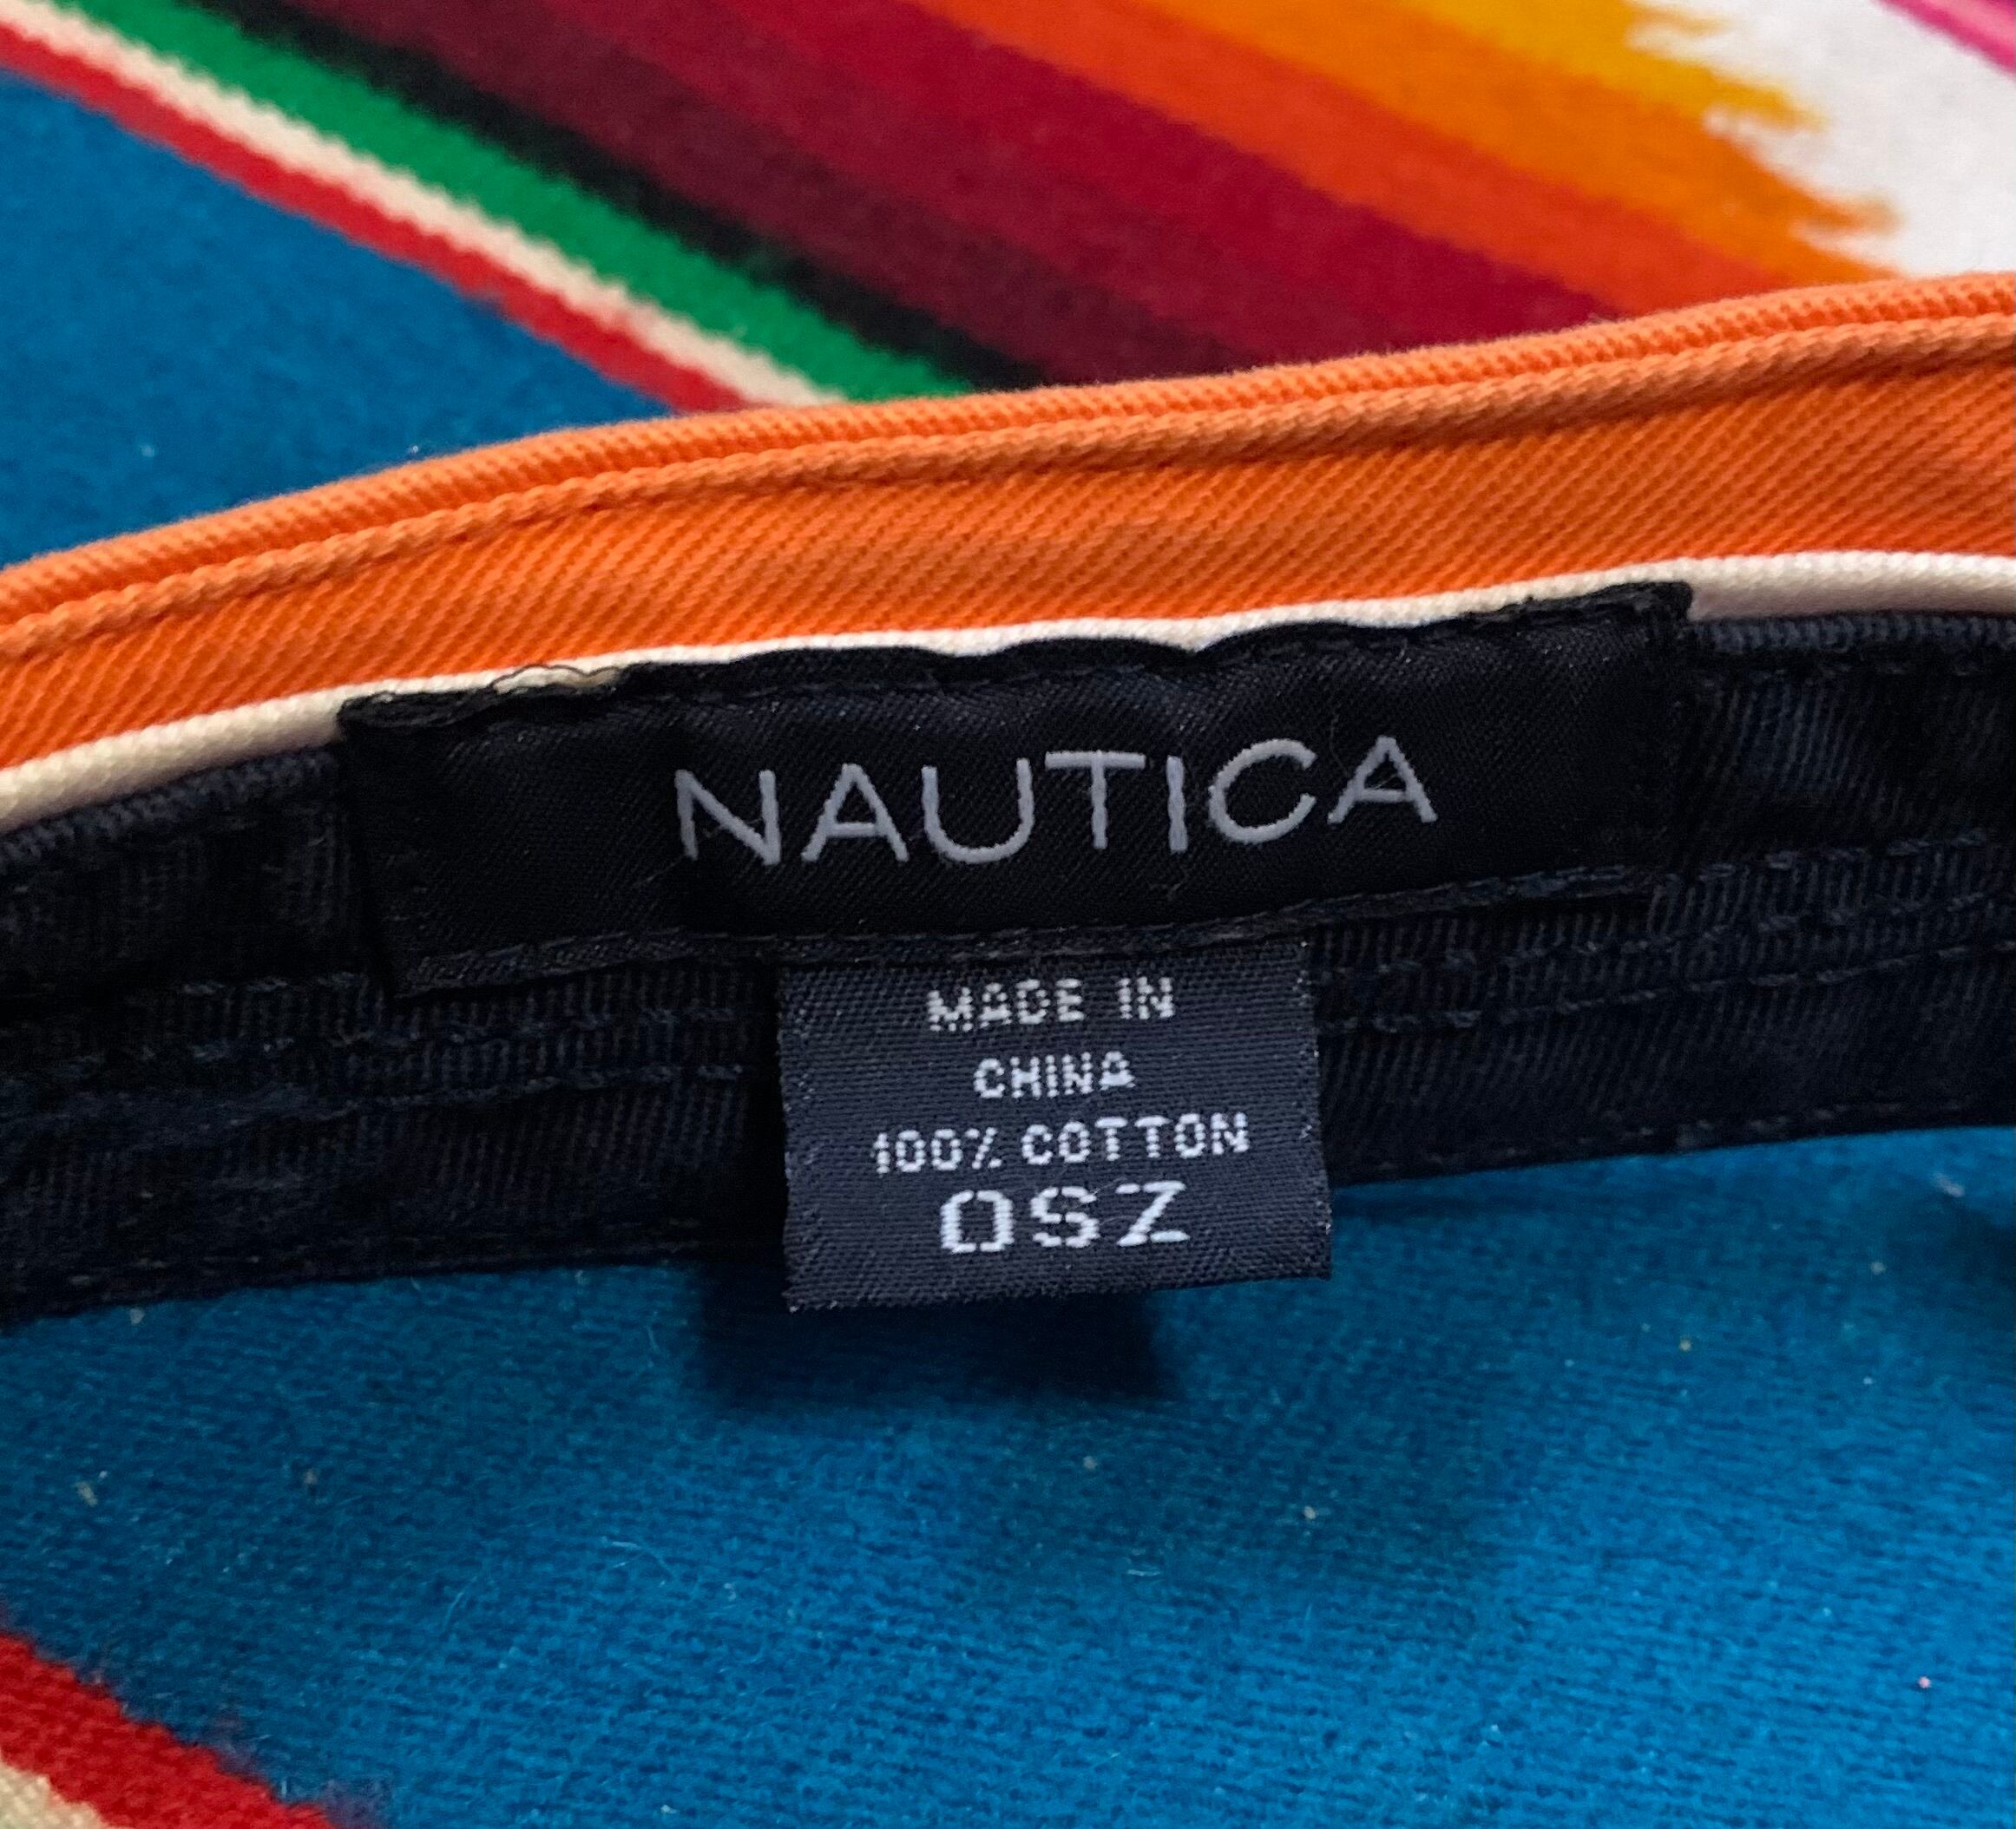 NAUTICA
MADE IN
CHINA
100% COTTON
OSZ